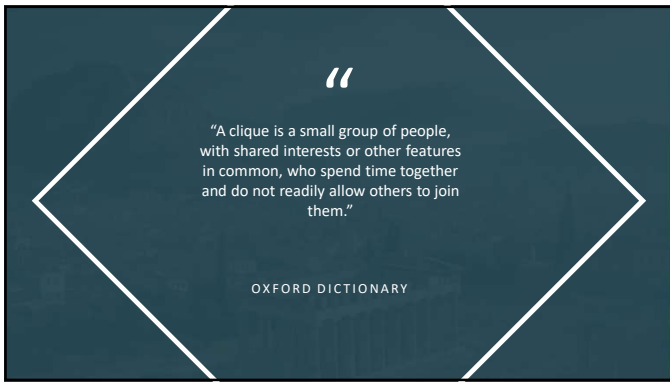 “
“A clique is a small group of people,
with shared interests or other features
in common, who spend time together
and do not readily allow others to join
them.”
OXFORD DICTIONARY